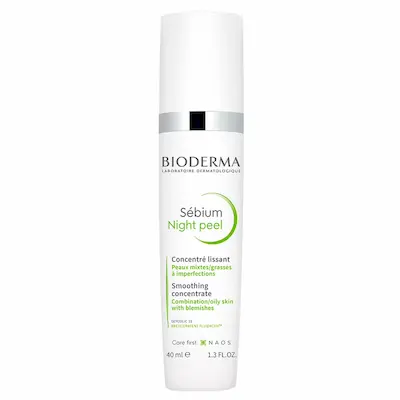 BIODERMA
LABORATOIRE DERMATOLOGIQUE
Sébium
Night peel
Concentré lissant
Peaux mixtes/grasses
à imperfections
Smoothing
concentrate
Combination/oily skin
with blemishes
Care first NAOS
40 ml ℮ 1.3 FL.OZ.